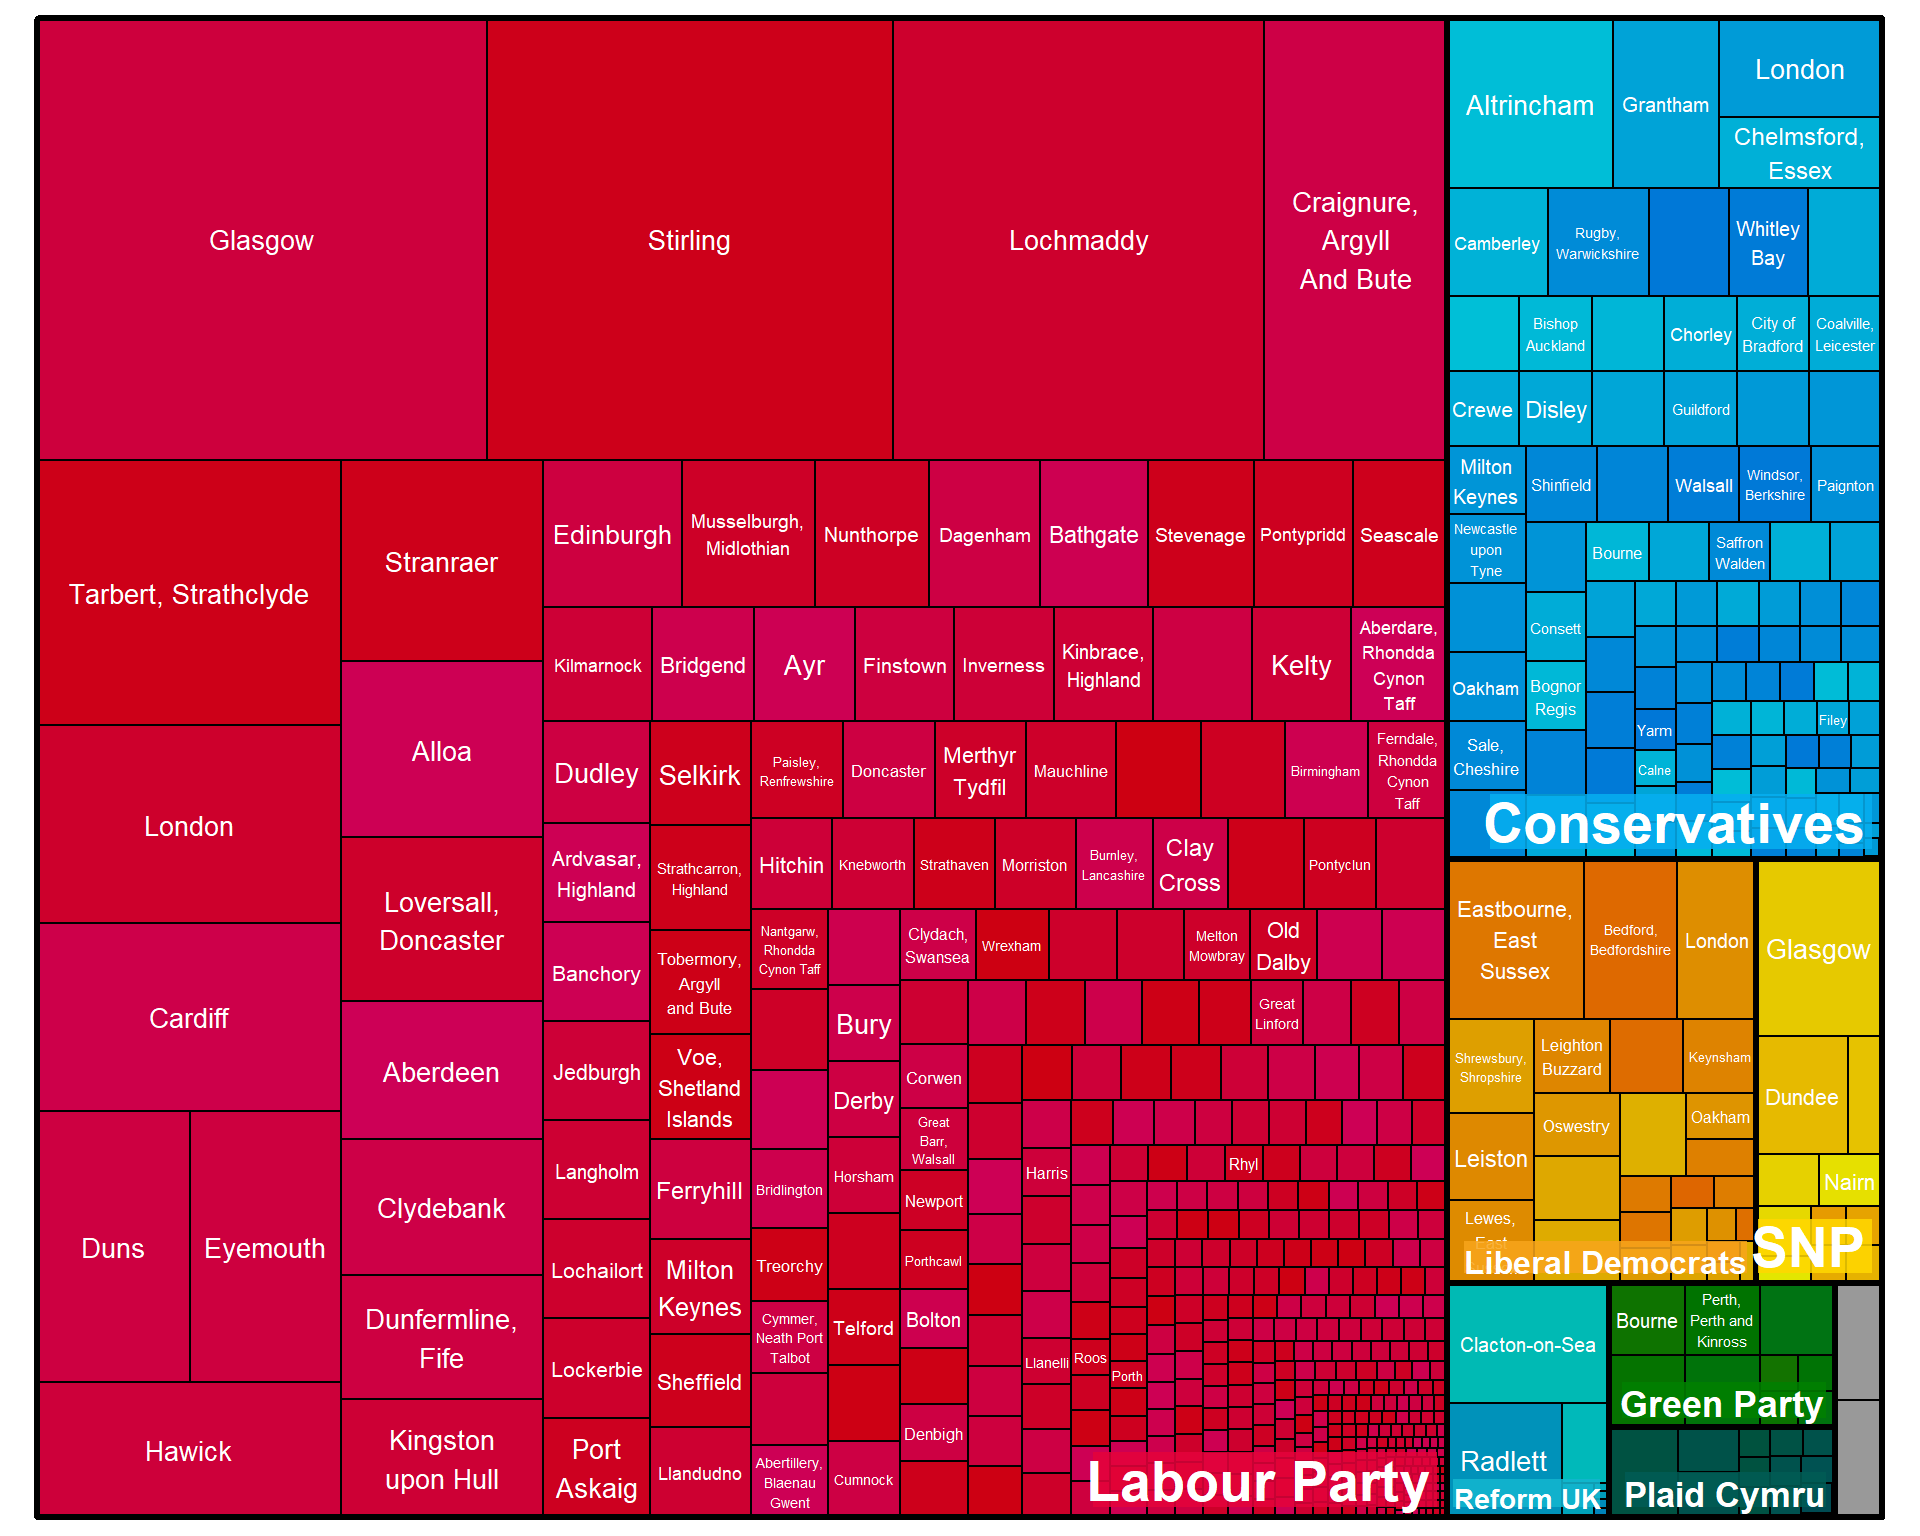 Glasgow
Stirling
Lochmaddy
Craignure,
Argyll
And Bute
Tarbert, Strathclyde
London
Cardiff
Duns
Eyemouth
Hawick
Stranraer
Alloa
Loversall,
Doncaster
Aberdeen
Clydebank
Dunfermline,
Fife
Kingston
upon Hull
Edinburgh
Musselburgh,
Midlothian
Nunthorpe
Dagenham
Bathgate
Stevenage
Pontypridd
Seascale
Kilmarnock
Bridgend
Ayr
Finstown
Inverness
Kinbrace,
Highland
Kelty
Aberdare,
Rhondda
Cynon
Taff
Dudley
Ardvasar,
Highland
Banchory
Jedburgh
Langholm
Lochailort
Lockerbie
Port
Askaig
Selkirk
Strathcarron,
Highland
Tobermory,
Argyll
and Bute
Voe,
Shetland
Islands
Ferryhill
Milton
Keynes
Sheffield
Llandudno
Paisley,
Renfrewshire
Doncaster
Merthyr
Tydfil
Mauchline
Birmingham
Ferndale,
Rhondda
Cynon
Taff
Hitchin
Knebworth
Strathaven
Morriston
Burnley,
Lancashire
Clay
Cross
Pontyclun
Nantgarw,
Rhondda
Cynon Taff
Bridlington
Treorchy
Cymmer,
Neath Port
Talbot
Abertillery,
Blaenau
Gwent
Bury
Derby
Horsham
Telford
Cumnock
Clydach,
Swansea
Wrexham
Melton
Mowbray
Old
Dalby
Great
Linford
Corwen
Great
Barr,
Walsall
Newport
Porthcawl
Bolton
Denbigh
Harris
Rhyl
Llanelli
Roos
Porth
Labour Party
Altrincham
Grantham
London
Chelmsford,
Essex
Camberley
Rugby,
Warwickshire
Whitley
Bay
Bishop
Auckland
Chorley
City of
Bradford
Coalville,
Leicester
Crewe
Disley
Guildford
Milton
Keynes
Shinfield
Walsall
Windsor,
Berkshire
Paignton
Newcastle
upon
Tyne
Bourne
Saffron
Walden
Consett
Oakham
Bognor
Regis
Yarm
Filey
Sale,
Cheshire
Calne
Conservatives
Eastbourne,
East
Sussex
Bedford,
Bedfordshire
London
Shrewsbury,
Shropshire
Leighton
Buzzard
Keynsham
Oswestry
Oakham
Leiston
Lewes,
East
Liberal Democrats
Glasgow
Dundee
Nairn
SNP
Clacton-on-Sea
Radlett
Reform UK
Bourne
Perth,
Perth and
Kinross
Green Party
Plaid Cymru